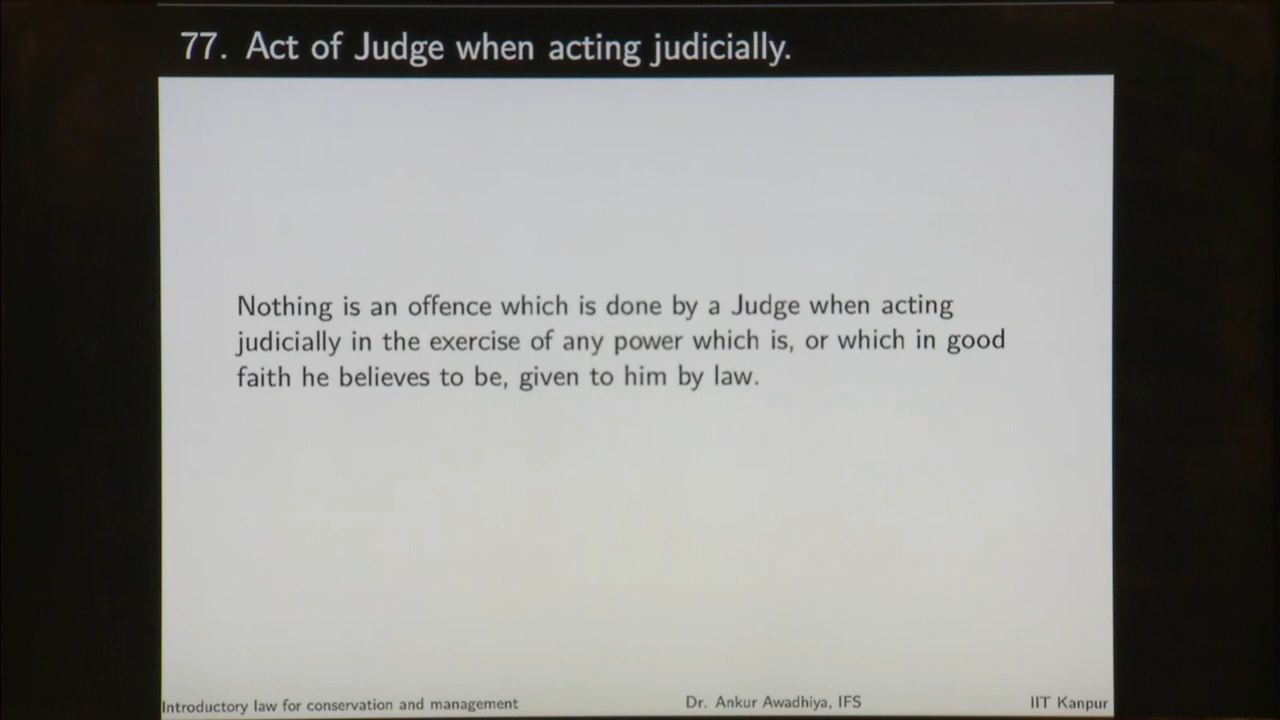 77. Act of Judge when acting judicially.
Nothing is an offence which is done by a Judge when acting
judicially in the exercise of any power which is, or which in good
faith he believes to be, given to him by law.
Introductory law for conservation and management Dr. Ankur Awadhiya, IFS IIT Kanpur